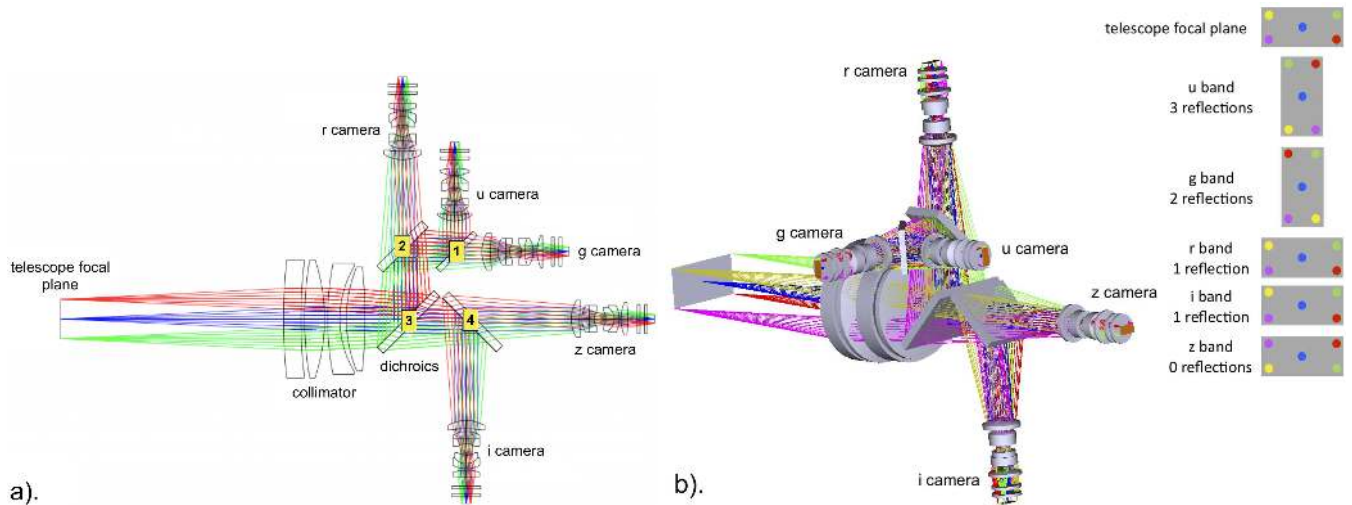 r camera
u camera
2
1
g camera
telescope focal
plane
3
4
z camera
dichroics
collimator
i camera
a).
r camera
g camera
u camera
z camera
i camera
b).
telescope focal plane
u band
3 reflections
g band
2 reflections
r band
1 reflection
i band
1 reflection
z band
0 reflections